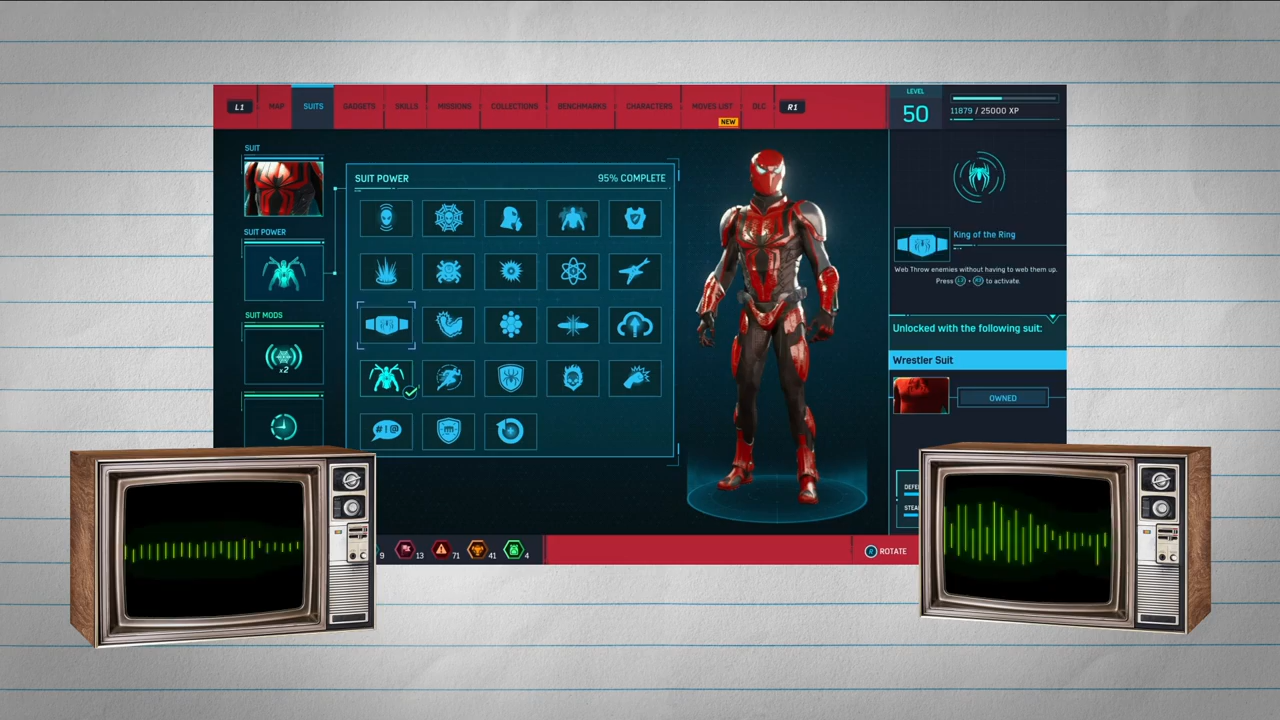 L1 MAP SUITS GADGETS SKILLS MISSIONS COLLECTIONS BENCHMARKS CHARACTERS MOVES LIST DLC R1
NEW
LEVEL
50
11879 / 25000 XP
SUIT
SUIT POWER
SUIT MODS
x2
SUIT POWER 95% COMPLETE
#!@
King of the Ring
Web Throw enemies without having to web them up.
Press L3 + R3 to activate.
Unlocked with the following suit:
Wrestler Suit
OWNED
9 13 71 41 4
R ROTATE